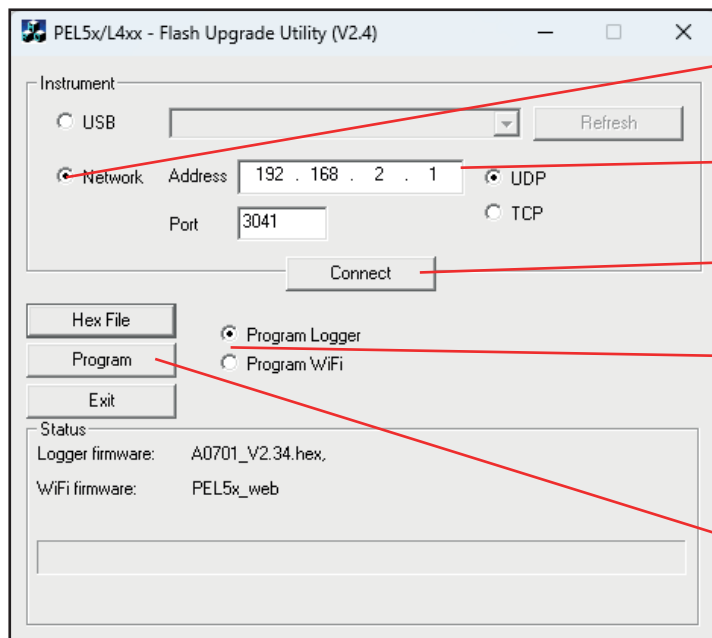 PEL5x/L4xx - Flash Upgrade Utility (V2.4)
Instrument
USB
Refresh
Network Address 192 . 168 . 2 . 1 UDP
Port 3041 TCP
Connect
Hex File
Program Logger
Program
Program WiFi
Exit
Status
Logger firmware: A0701_V2.34.hex,
WiFi firmware: PEL5x_web